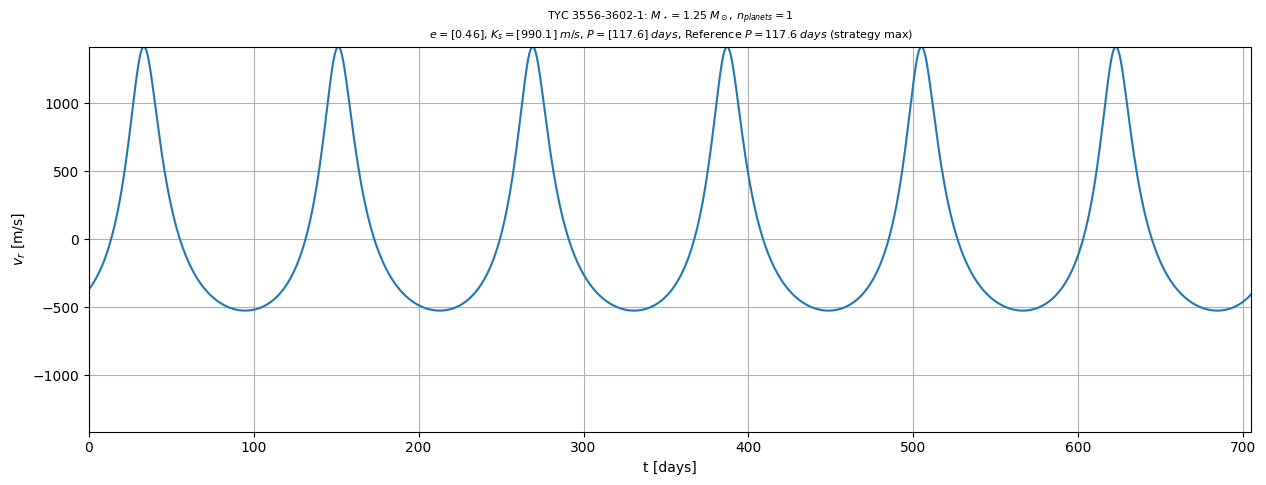 TYC 3556-3602-1: $M_\star = 1.25\ M_\odot$, $n_{planets} = 1$
$e = [0.46]$, $K_s = [990.1]\ m/s$, $P = [117.6]\ days$, Reference $P = 117.6\ days$ (strategy max)
1000
500
0
−500
−1000
$v_r$ [m/s]
0 100 200 300 400 500 600 700
t [days]